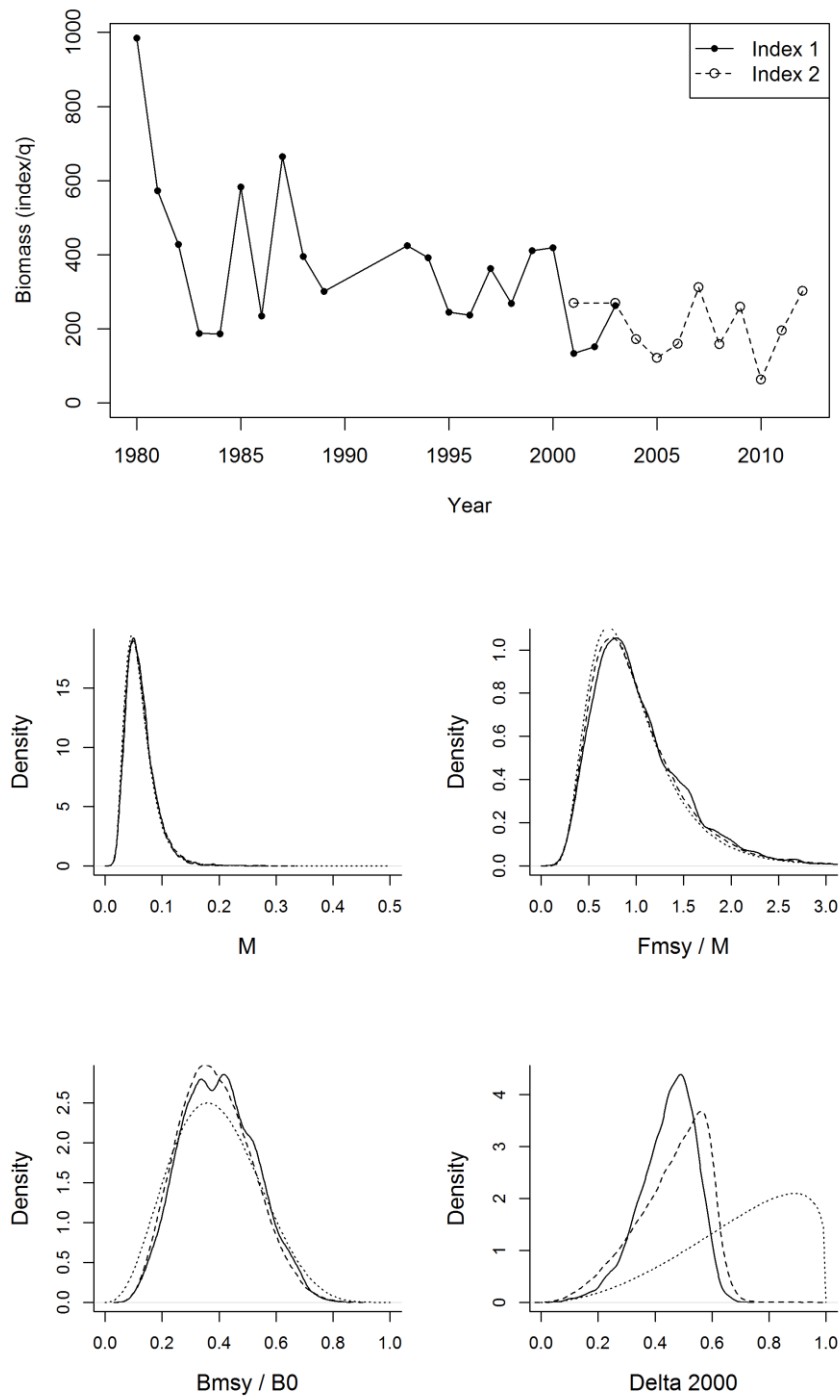 Index 1
Index 2
Biomass (index/q)
0 200 400 600 800 1000
1980 1985 1990 1995 2000 2005 2010
Year
Density
0 5 10 15
0.0 0.1 0.2 0.3 0.4 0.5
M
Density
0.0 0.2 0.4 0.6 0.8 1.0
0.0 0.5 1.0 1.5 2.0 2.5 3.0
Fmsy / M
Density
0.0 0.5 1.0 1.5 2.0 2.5
0.0 0.2 0.4 0.6 0.8 1.0
Bmsy / B0
Density
0 1 2 3 4
0.0 0.2 0.4 0.6 0.8 1.0
Delta 2000